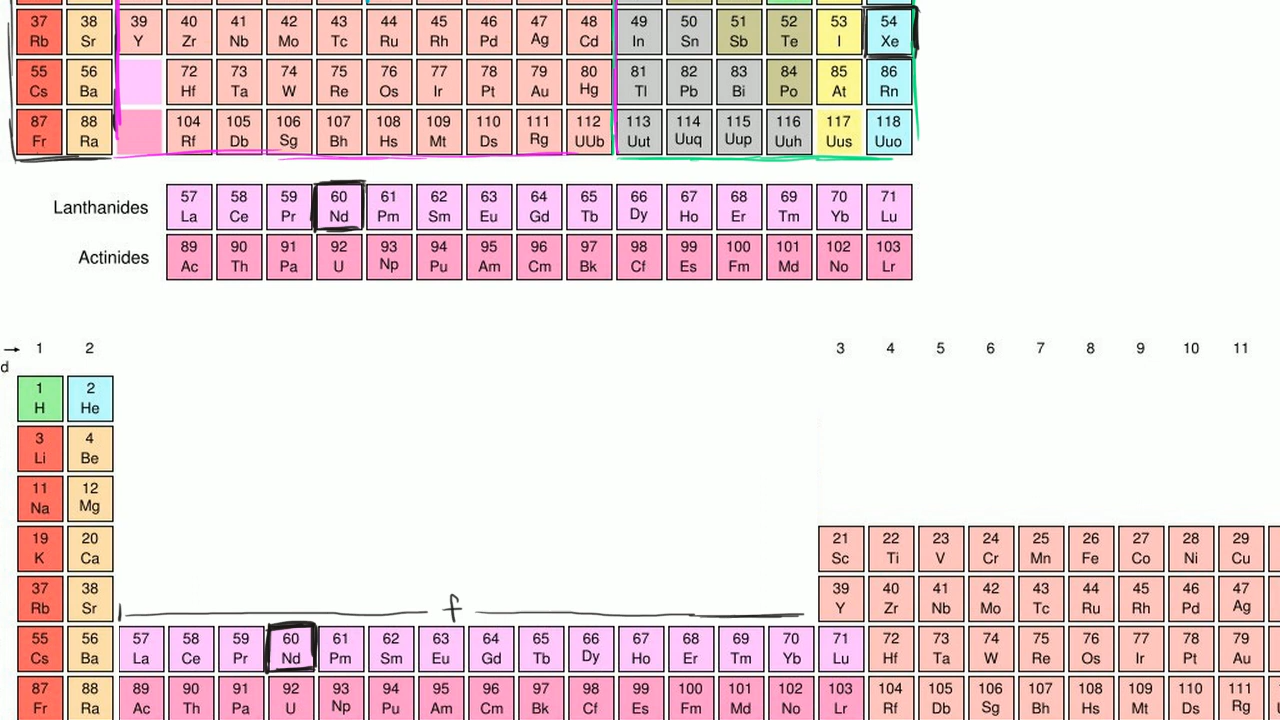 37 38 39 40 41 42 43 44 45 46 47 48 49 50 51 52 53 54
Rb Sr Y Zr Nb Mo Tc Ru Rh Pd Ag Cd In Sn Sb Te I Xe
55 56 72 73 74 75 76 77 78 79 80 81 82 83 84 85 86
Cs Ba Hf Ta W Re Os Ir Pt Au Hg Tl Pb Bi Po At Rn
87 88 104 105 106 107 108 109 110 111 112 113 114 115 116 117 118
Fr Ra Rf Db Sg Bh Hs Mt Ds Rg UUb Uut Uuq Uup Uuh Uus Uuo
57 58 59 60 61 62 63 64 65 66 67 68 69 70 71
Lanthanides La Ce Pr Nd Pm Sm Eu Gd Tb Dy Ho Er Tm Yb Lu
89 90 91 92 93 94 95 96 97 98 99 100 101 102 103
Actinides Ac Th Pa U Np Pu Am Cm Bk Cf Es Fm Md No Lr
→ 1 2 3 4 5 6 7 8 9 10 11
d
1 2
H He
3 4
Li Be
11 12
Na Mg
19 20 21 22 23 24 25 26 27 28 29
K Ca Sc Ti V Cr Mn Fe Co Ni Cu
37 38 39 40 41 42 43 44 45 46 47
Rb Sr f Y Zr Nb Mo Tc Ru Rh Pd Ag
55 56 57 58 59 60 61 62 63 64 65 66 67 68 69 70 71 72 73 74 75 76 77 78 79
Cs Ba La Ce Pr Nd Pm Sm Eu Gd Tb Dy Ho Er Tm Yb Lu Hf Ta W Re Os Ir Pt Au
87 88 89 90 91 92 93 94 95 96 97 98 99 100 101 102 103 104 105 106 107 108 109 110 111
Fr Ra Ac Th Pa U Np Pu Am Cm Bk Cf Es Fm Md No Lr Rf Db Sg Bh Hs Mt Ds Rg